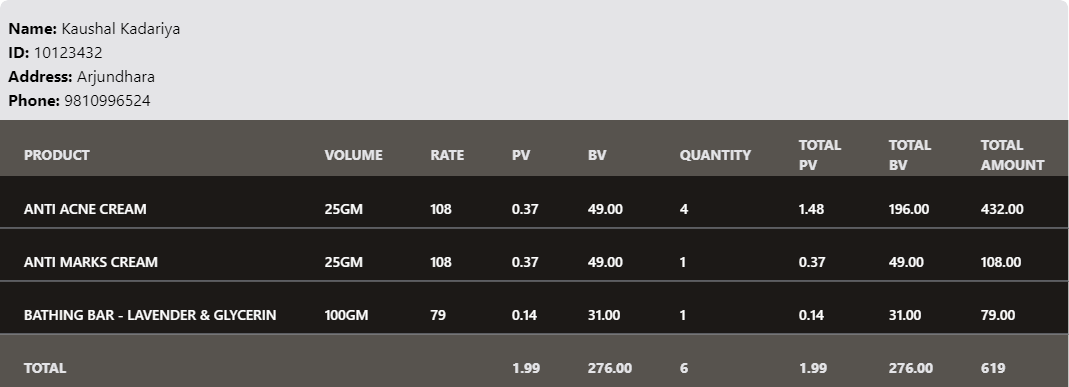 Name: Kaushal Kadariya
ID: 10123432
Address: Arjundhara
Phone: 9810996524
PRODUCT VOLUME RATE PV BV QUANTITY TOTAL PV TOTAL BV TOTAL AMOUNT
ANTI ACNE CREAM 25GM 108 0.37 49.00 4 1.48 196.00 432.00
ANTI MARKS CREAM 25GM 108 0.37 49.00 1 0.37 49.00 108.00
BATHING BAR - LAVENDER & GLYCERIN 100GM 79 0.14 31.00 1 0.14 31.00 79.00
TOTAL 1.99 276.00 6 1.99 276.00 619